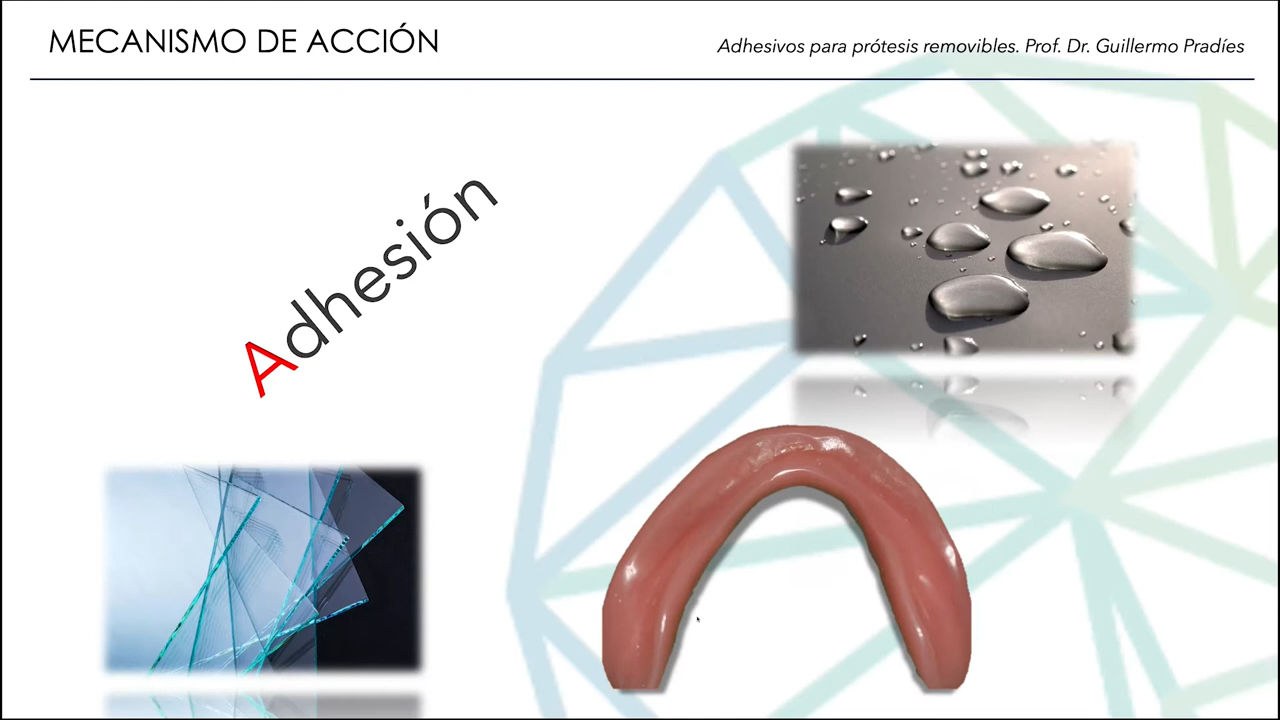 MECANISMO DE ACCIÓN
Adhesivos para prótesis removibles. Prof. Dr. Guillermo Pradíes
Adhesión